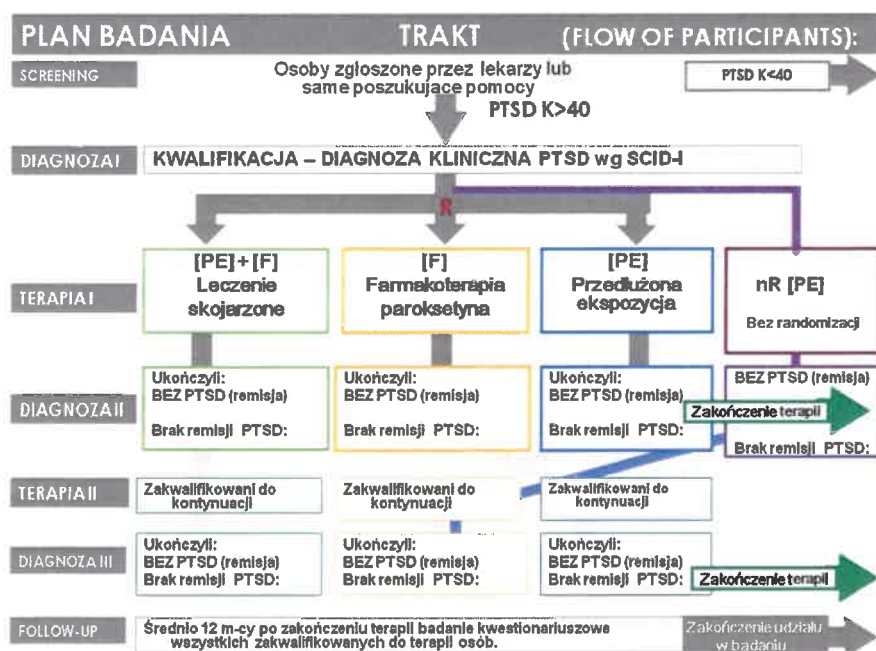 PLAN BADANIA TRAKT (FLOW OF PARTICIPANTS):
SCREENING
Osoby zgłoszone przez lekarzy lub
same poszukujące pomocy
PTSD K<40
PTSD K>40
DIAGNOZA I
KWALIFIKACJA – DIAGNOZA KLINICZNA PTSD wg SCID-I
R
TERAPIA I
[PE] + [F]
Leczenie
skojarzone
[F]
Farmakoterapia
paroksetyna
[PE]
Przedłużona
ekspozycja
nR [PE]
Bez randomizacji
DIAGNOZA II
Ukończyli:
BEZ PTSD (remisja)
Brak remisji PTSD:
Ukończyli:
BEZ PTSD (remisja)
Brak remisji PTSD:
Ukończyli:
BEZ PTSD (remisja)
Brak remisji PTSD:
BEZ PTSD (remisja)
Zakończenie terapii
Brak remisji PTSD:
TERAPIA II
Zakwalifikowani do
kontynuacji
Zakwalifikowani do
kontynuacji
Zakwalifikowani do
kontynuacji
DIAGNOZA III
Ukończyli:
BEZ PTSD (remisja)
Brak remisji PTSD:
Ukończyli:
BEZ PTSD (remisja)
Brak remisji PTSD:
Ukończyli:
BEZ PTSD (remisja)
Brak remisji PTSD:
Zakończenie terapii
FOLLOW-UP
Średnio 12 m-cy po zakończeniu terapii badanie kwestionariuszowe
wszystkich zakwalifikowanych do terapii osób.
Zakończenie udziału
w badaniu